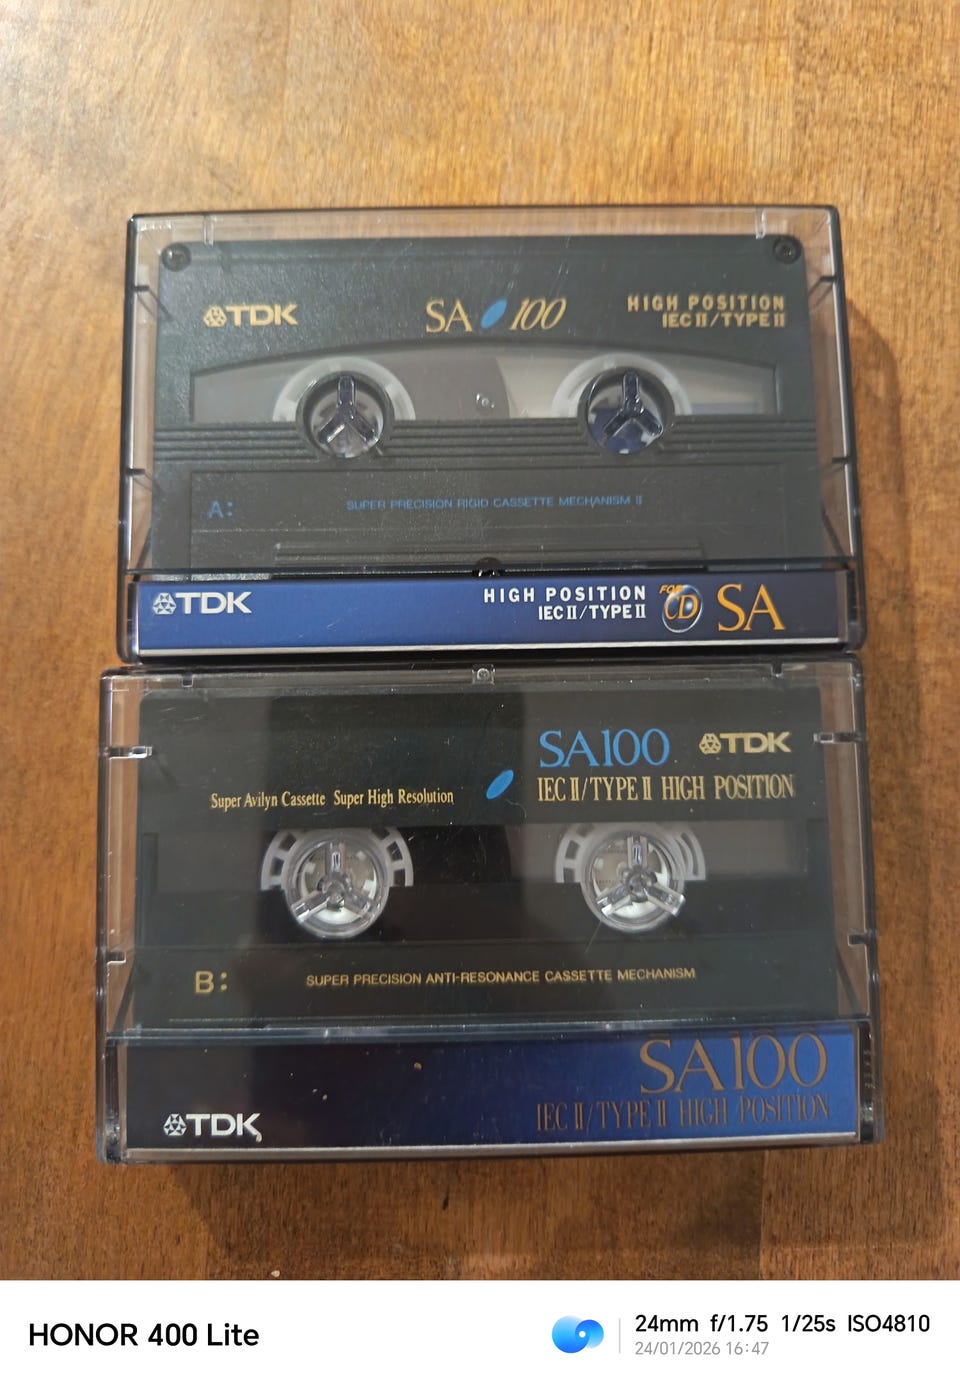 TDK
SA 100
HIGH POSITION
IEC II / TYPE II
A:
SUPER PRECISION RIGID CASSETTE MECHANISM II
TDK
HIGH POSITION
IEC II / TYPE II
FOR CD
SA
SA100
TDK
IEC II / TYPE II HIGH POSITION
Super Avilyn Cassette Super High Resolution
B:
SUPER PRECISION ANTI-RESONANCE CASSETTE MECHANISM
SA100
IEC II / TYPE II HIGH POSITION
TDK
HONOR 400 Lite
24mm f/1.75 1/25s ISO4810
24/01/2026 16:47